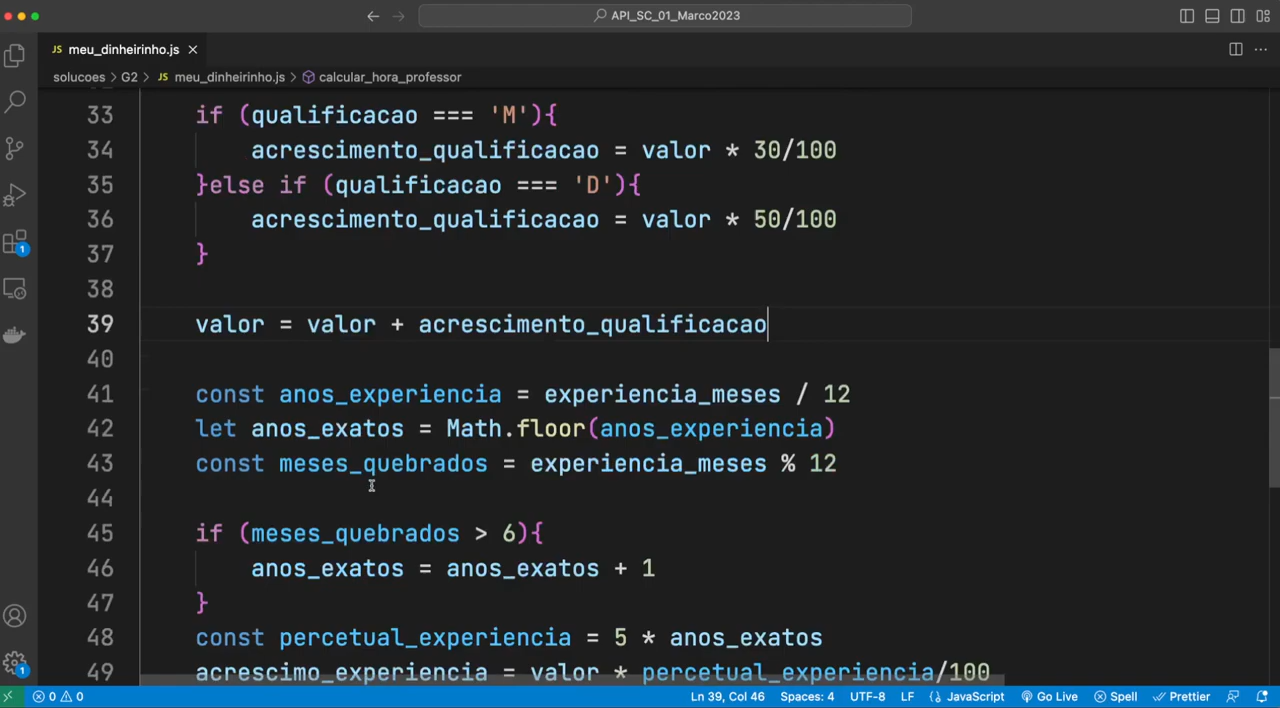 API_SC_01_Marco2023
JS meu_dinheirinho.js
solucoes > G2 > JS meu_dinheirinho.js > calcular_hora_professor
33 if (qualificacao === 'M'){
34 acrescimento_qualificacao = valor * 30/100
35 }else if (qualificacao === 'D'){
36 acrescimento_qualificacao = valor * 50/100
37 }
38
39 valor = valor + acrescimento_qualificacao
40
41 const anos_experiencia = experiencia_meses / 12
42 let anos_exatos = Math.floor(anos_experiencia)
43 const meses_quebrados = experiencia_meses % 12
44
45 if (meses_quebrados > 6){
46 anos_exatos = anos_exatos + 1
47 }
48 const percetual_experiencia = 5 * anos_exatos
49 acrescimo_experiencia = valor * percetual_experiencia/100
1
1
0 0 Ln 39, Col 46 Spaces: 4 UTF-8 LF {} JavaScript Go Live Spell Prettier